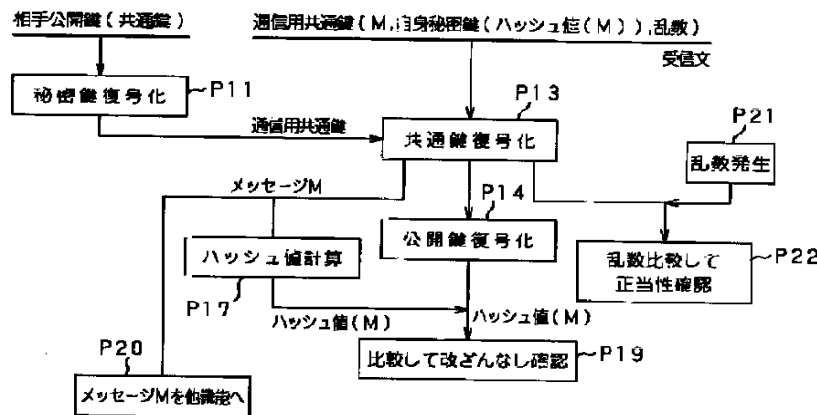 相手公開鍵(共通鍵)
通信用共通鍵(M,自身秘密鍵(ハッシュ値(M)),乱数)
受信文
秘密鍵復号化
P11
通信用共通鍵
P13
共通鍵復号化
P21
乱数発生
メッセージM
P14
公開鍵復号化
ハッシュ値計算
P17
乱数比較して
正当性確認
P22
ハッシュ値(M)
ハッシュ値(M)
P20
メッセージMを他機能へ
比較して改ざんなし確認
P19